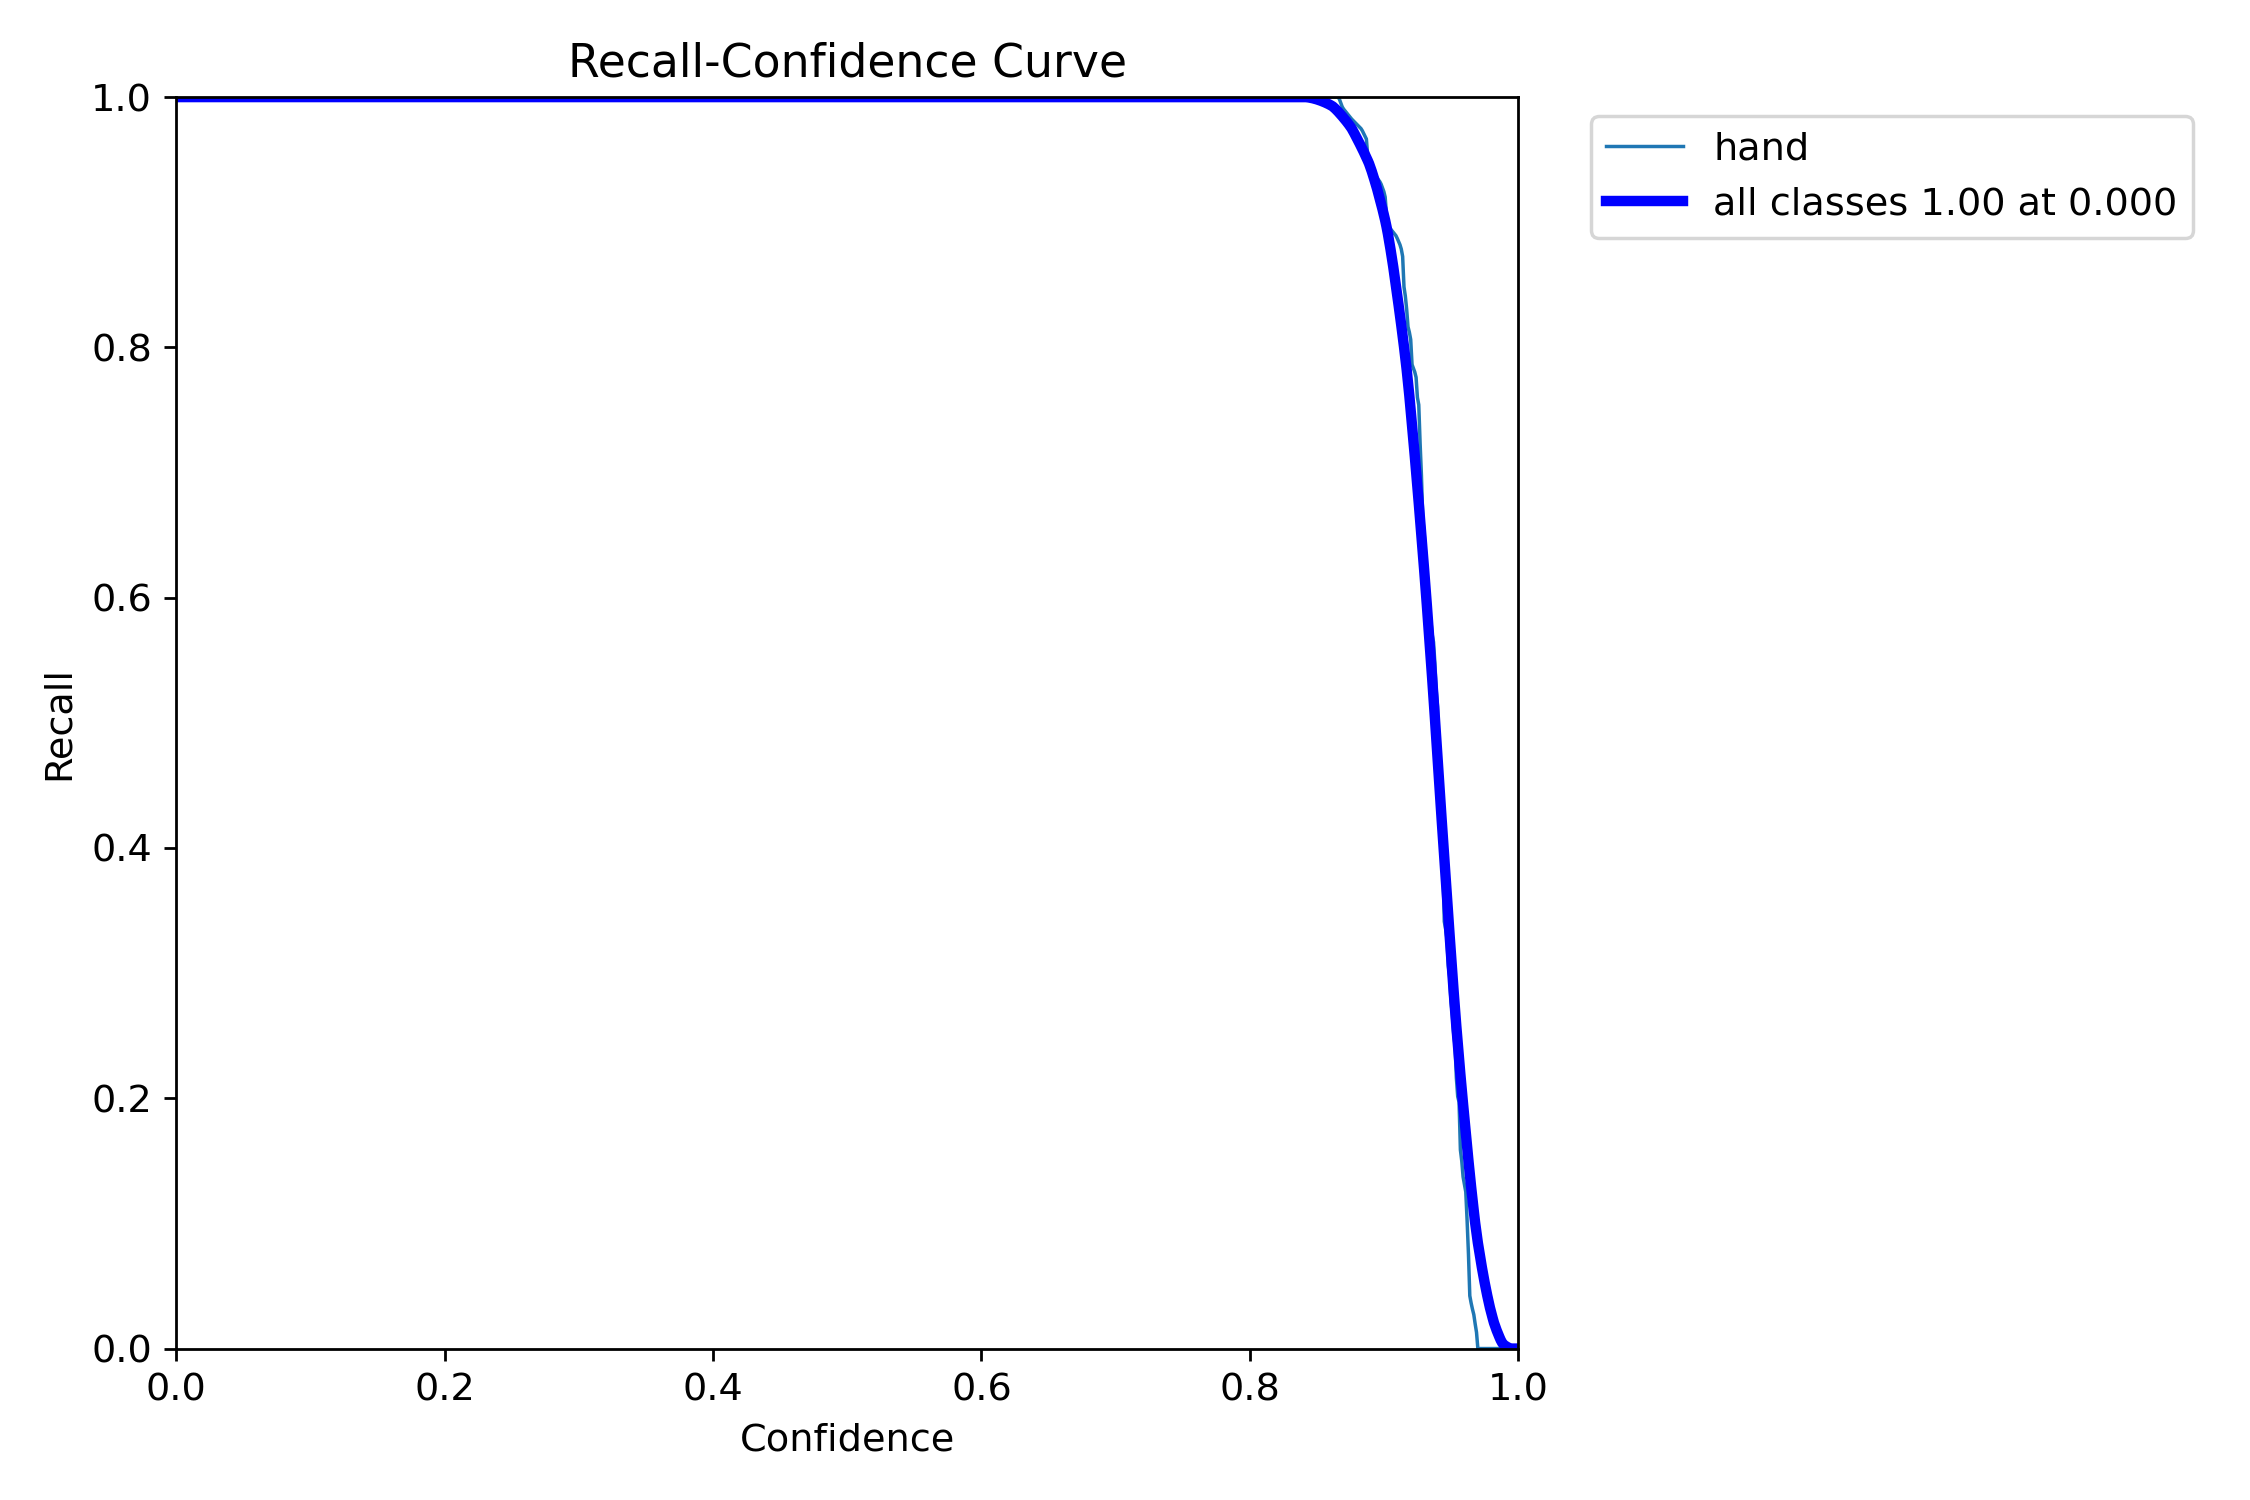 Recall-Confidence Curve
1.0
0.8
0.6
0.4
0.2
0.0
Recall
0.0 0.2 0.4 0.6 0.8 1.0
Confidence
hand
all classes 1.00 at 0.000